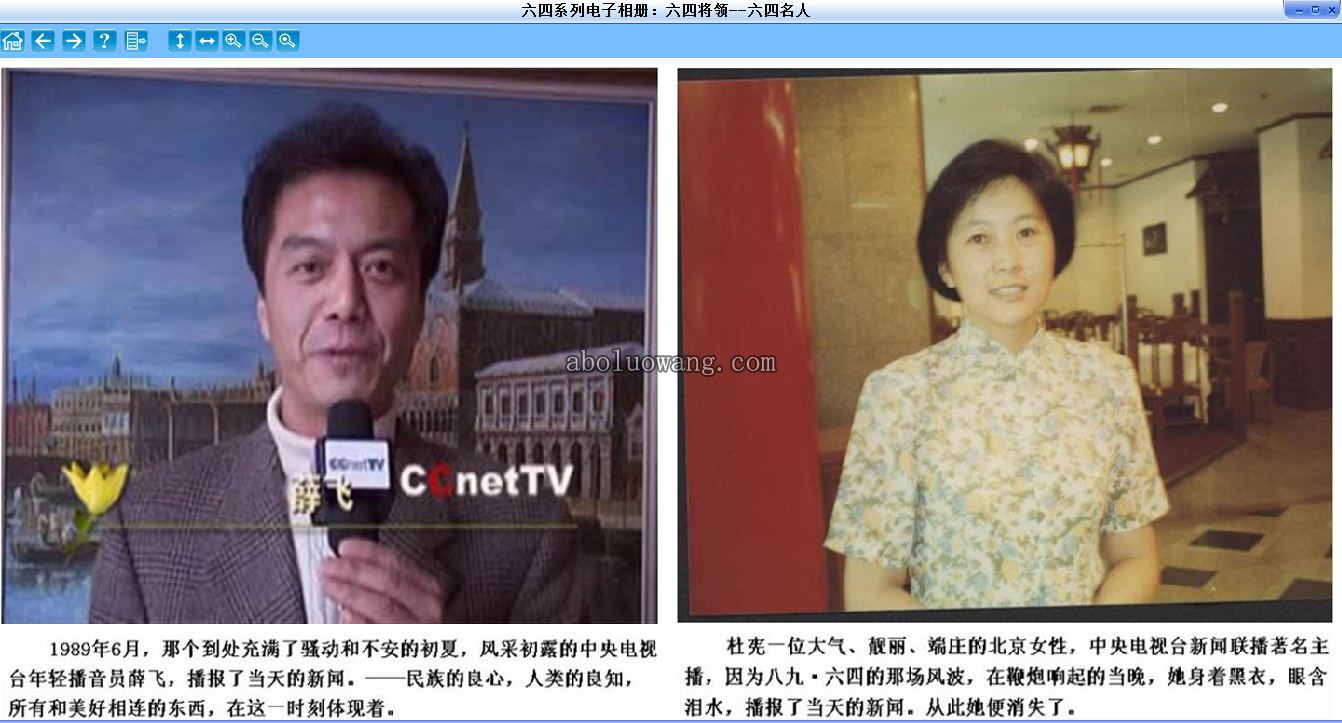 六四系列电子相册：六四将领--六四名人
CCnetTV
薛飞
CCnetTV
aboluowang.com
1989年6月，那个到处充满了骚动和不安的初夏，风采初露的中央电视
台年轻播音员薛飞，播报了当天的新闻。——民族的良心，人类的良知，
所有和美好相连的东西，在这一时刻体现着。
杜宪一位大气、靓丽、端庄的北京女性，中央电视台新闻联播著名主
播，因为八九·六四的那场风波，在鞭炮响起的当晚，她身着黑衣，眼含
泪水，播报了当天的新闻。从此她便消失了。